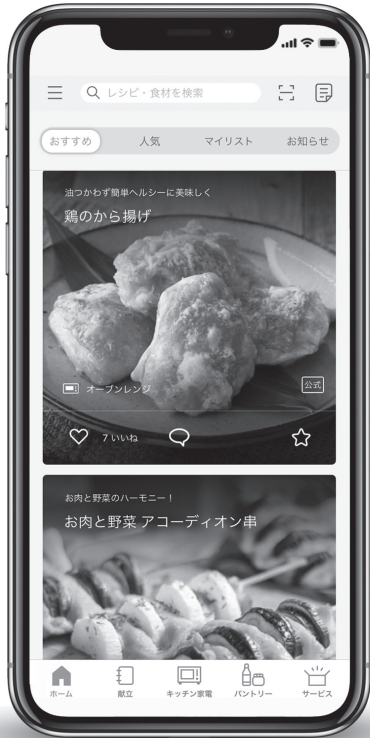 レシピ・食材を検索
おすすめ
人気
マイリスト
お知らせ
油つかわず簡単ヘルシーに美味しく
鶏のから揚げ
オーブンレンジ
公式
7 いいね
お肉と野菜のハーモニー！
お肉と野菜 アコーディオン串
ホーム
献立
キッチン家電
パントリー
サービス